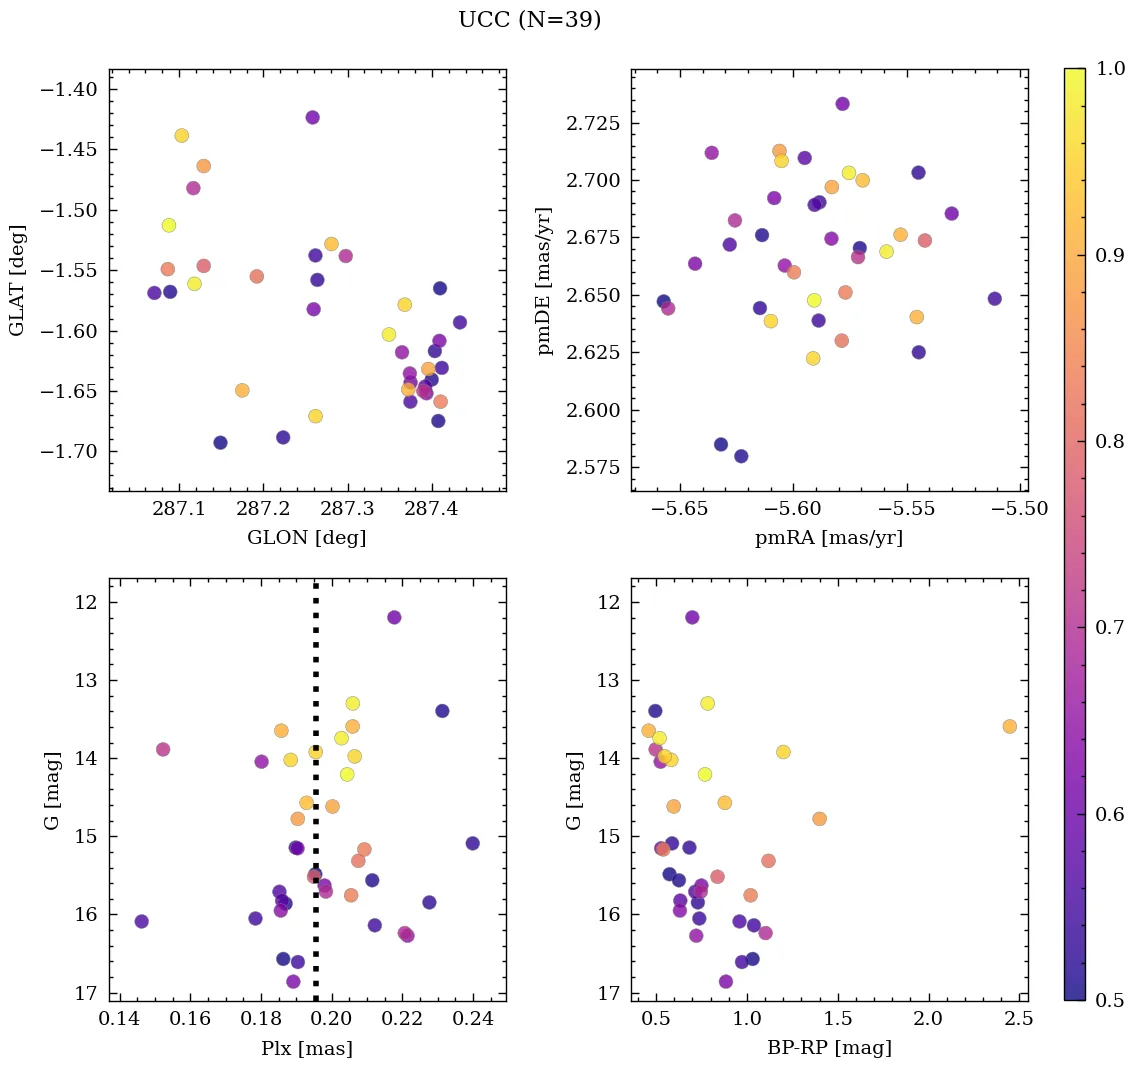 UCC (N=39)
−1.40
−1.45
−1.50
−1.55
−1.60
−1.65
−1.70
GLAT [deg]
287.1 287.2 287.3 287.4
GLON [deg]
2.725
2.700
2.675
2.650
2.625
2.600
2.575
pmDE [mas/yr]
−5.65 −5.60 −5.55 −5.50
pmRA [mas/yr]
12
13
14
15
16
17
G [mag]
0.14 0.16 0.18 0.20 0.22 0.24
Plx [mas]
12
13
14
15
16
17
G [mag]
0.5 1.0 1.5 2.0 2.5
BP-RP [mag]
1.0
0.9
0.8
0.7
0.6
0.5